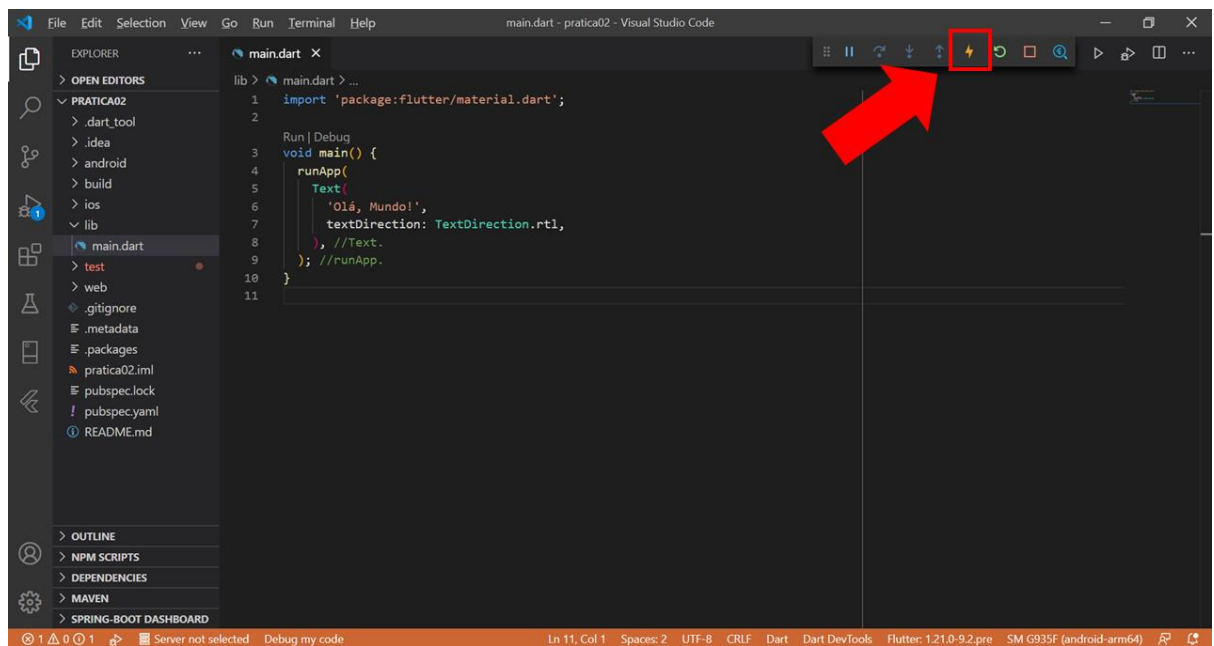 File Edit Selection View Go Run Terminal Help
main.dart - pratica02 - Visual Studio Code
EXPLORER
main.dart
OPEN EDITORS
lib > main.dart > ...
PRATICA02
.dart_tool
.idea
android
build
ios
lib
main.dart
test
web
.gitignore
.metadata
.packages
pratica02.iml
pubspec.lock
pubspec.yaml
README.md
1 import 'package:flutter/material.dart';
2
Run | Debug
3 void main() {
4 runApp(
5 Text(
6 'Olá, Mundo!',
7 textDirection: TextDirection.rtl,
8 ), //Text.
9 ); //runApp.
10 }
11
1
OUTLINE
NPM SCRIPTS
DEPENDENCIES
MAVEN
SPRING-BOOT DASHBOARD
1 0 1 Server not selected Debug my code Ln 11, Col 1 Spaces: 2 UTF-8 CRLF Dart Dart DevTools Flutter: 1.21.0-9.2.pre SM G935F (android-arm64)